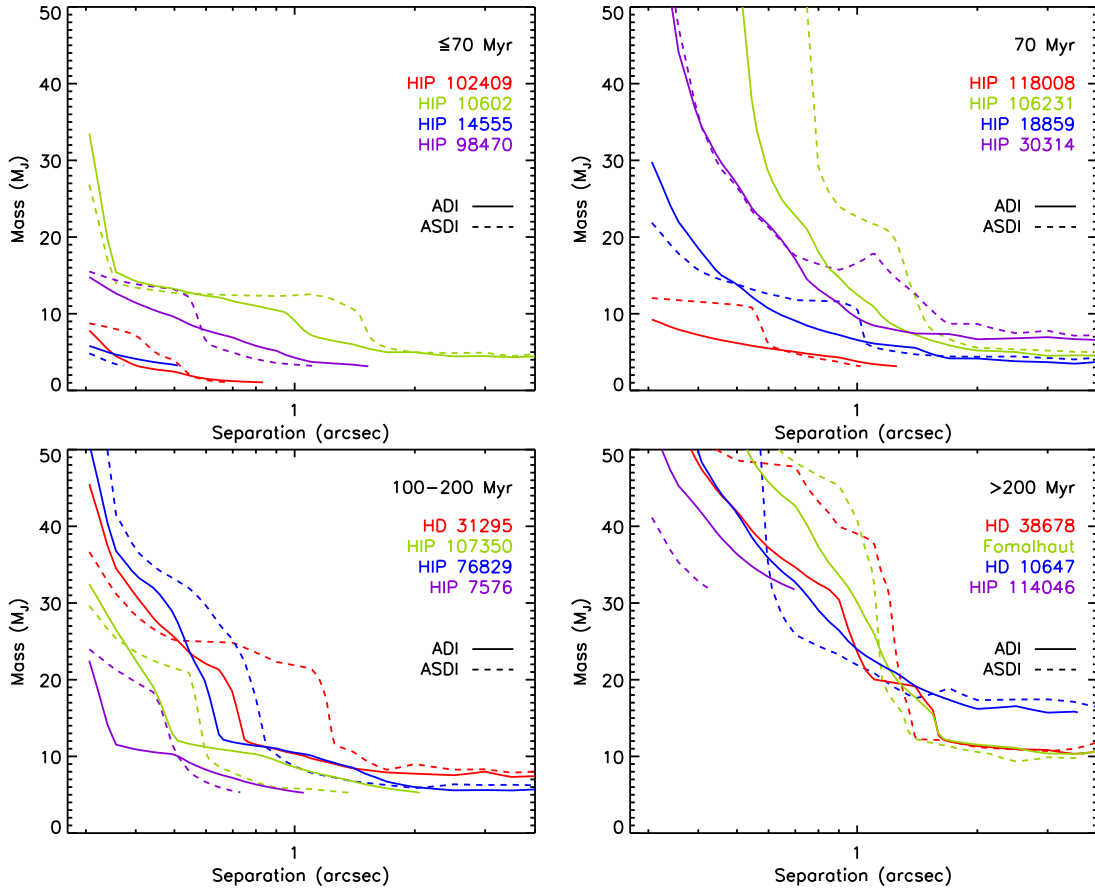 ≦70 Myr
HIP 102409
HIP 10602
HIP 14555
HIP 98470
ADI
ASDI
50
40
30
20
10
0
Mass (M_J)
1
Separation (arcsec)
70 Myr
HIP 118008
HIP 106231
HIP 18859
HIP 30314
ADI
ASDI
50
40
30
20
10
0
Mass (M_J)
1
Separation (arcsec)
100-200 Myr
HD 31295
HIP 107350
HIP 76829
HIP 7576
ADI
ASDI
50
40
30
20
10
0
Mass (M_J)
1
Separation (arcsec)
>200 Myr
HD 38678
Fomalhaut
HD 10647
HIP 114046
ADI
ASDI
50
40
30
20
10
0
Mass (M_J)
1
Separation (arcsec)